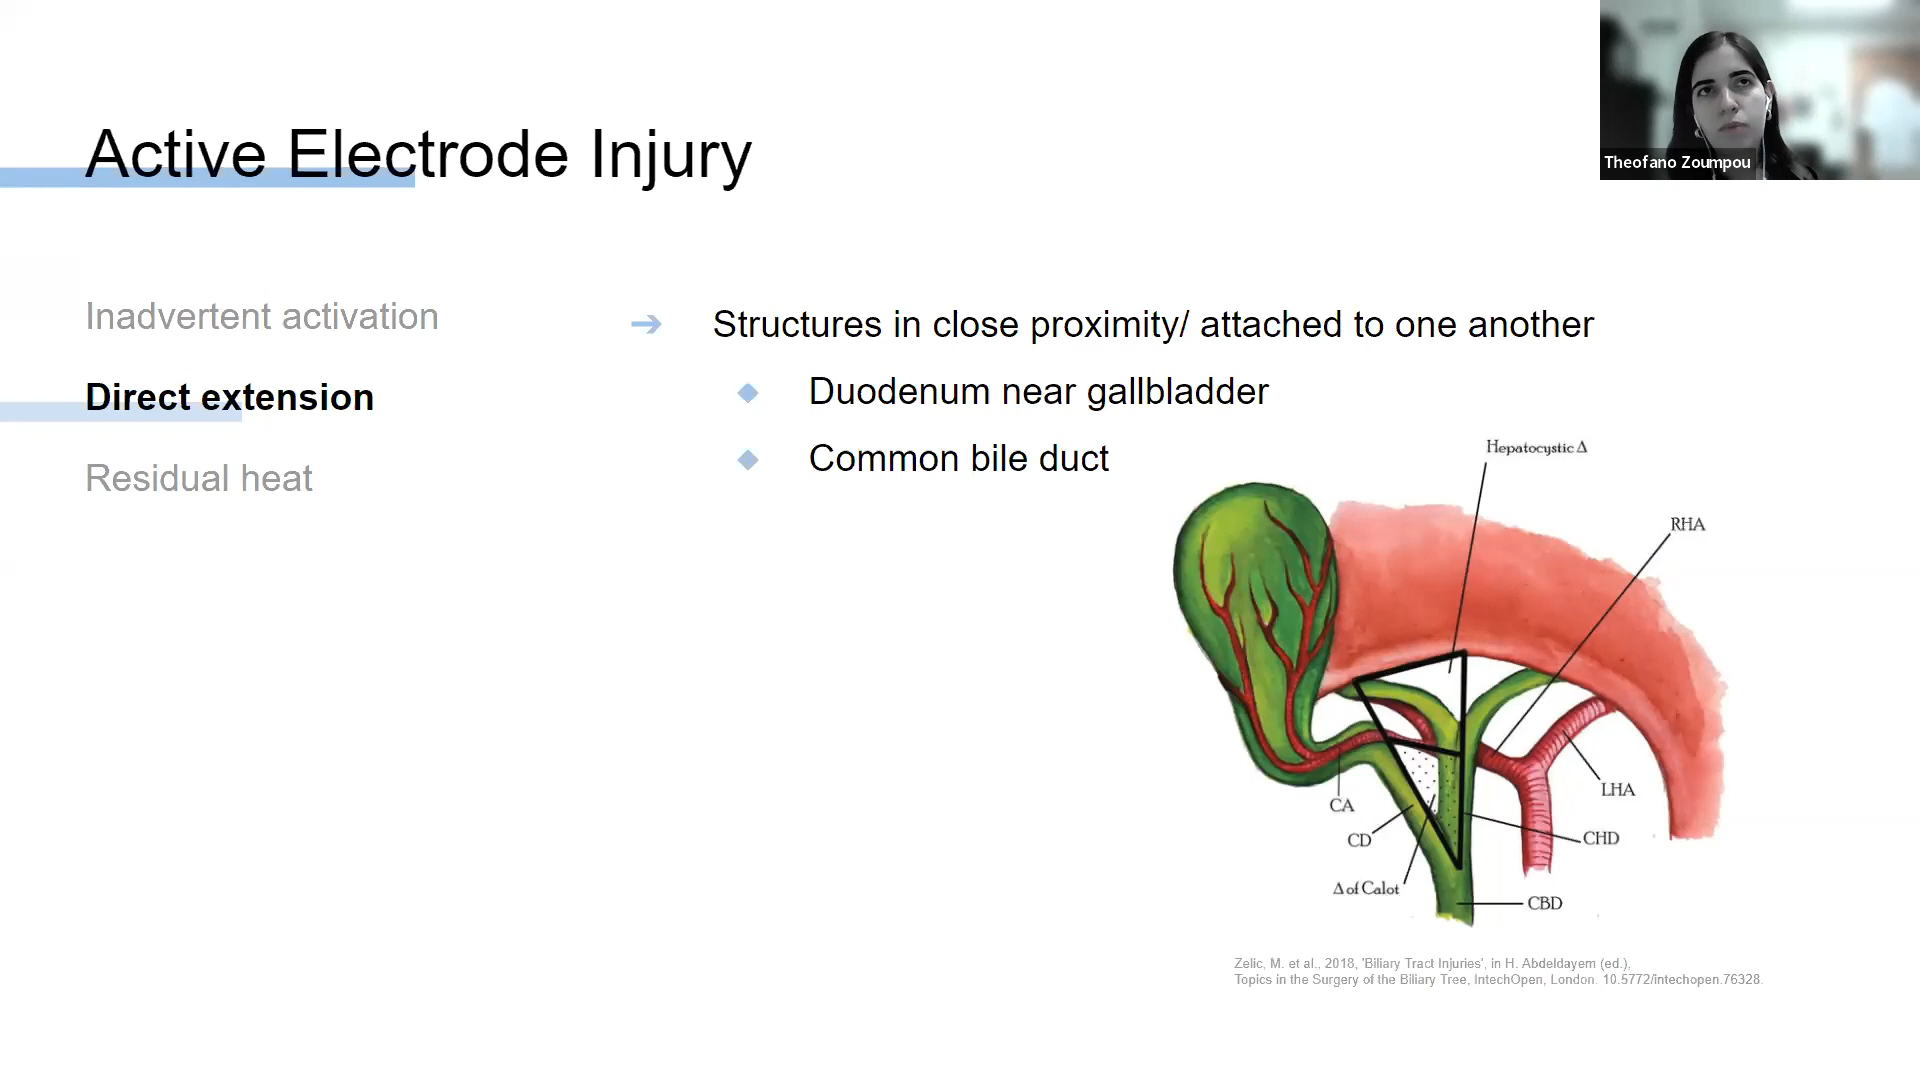 Theofano Zoumpou
Active Electrode Injury
Inadvertent activation
Direct extension
Residual heat
➔ Structures in close proximity/ attached to one another
◆ Duodenum near gallbladder
◆ Common bile duct
Hepatocystic Δ
RHA
LHA
CA
CD
CHD
Δ of Calot
CBD
Zelic, M. et al., 2018, 'Biliary Tract Injuries', in H. Abdeldayem (ed.),
Topics in the Surgery of the Biliary Tree, IntechOpen, London. 10.5772/intechopen.76328.